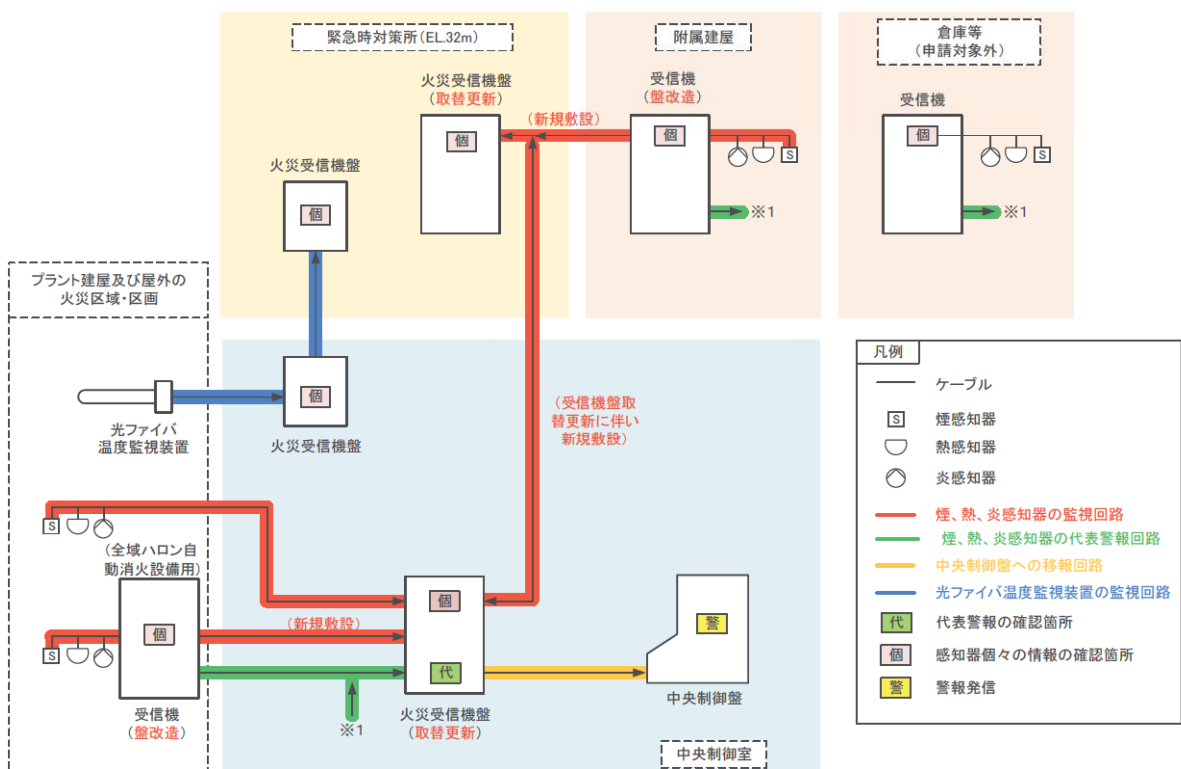 緊急時対策所(EL.32m)
附属建屋
倉庫等
(申請対象外)
火災受信機盤
(取替更新)
個
(新規敷設)
受信機
(盤改造)
個
S
※1
受信機
個
S
※1
火災受信機盤
個
プラント建屋及び屋外の
火災区域・区画
光ファイバ
温度監視装置
個
火災受信機盤
(受信機盤取
替更新に伴い
新規敷設)
S
(全域ハロン自
動消火設備用)
個
S
受信機
(盤改造)
(新規敷設)
個
代
火災受信機盤
(取替更新)
※1
警
中央制御盤
中央制御室
凡例
ケーブル
S 煙感知器
熱感知器
炎感知器
煙、熱、炎感知器の監視回路
煙、熱、炎感知器の代表警報回路
中央制御盤への移報回路
光ファイバ温度監視装置の監視回路
代 代表警報の確認箇所
個 感知器個々の情報の確認箇所
警 警報発信